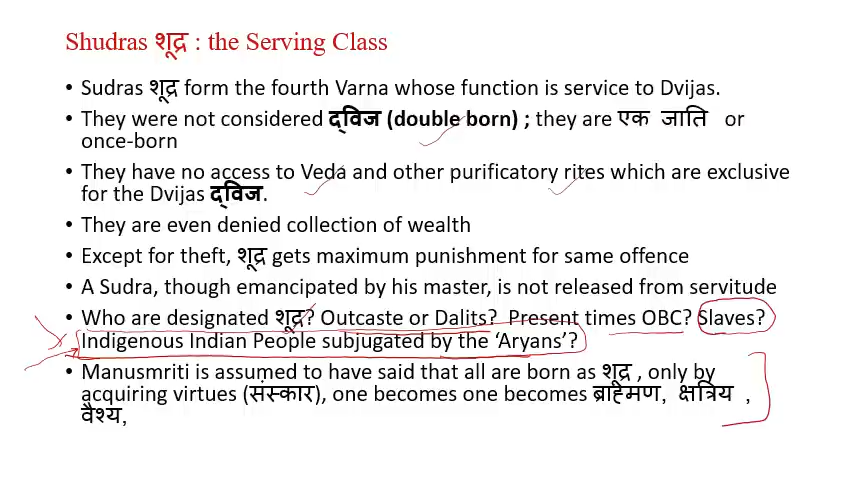 Shudras शूद्र : the Serving Class
• Sudras शूद्र form the fourth Varna whose function is service to Dvijas.
• They were not considered द्विज (double born) ; they are एक जाति or
once-born
• They have no access to Veda and other purificatory rites which are exclusive
for the Dvijas द्विज.
• They are even denied collection of wealth
• Except for theft, शूद्र gets maximum punishment for same offence
• A Sudra, though emancipated by his master, is not released from servitude
• Who are designated शूद्र? Outcaste or Dalits? Present times OBC? Slaves?
Indigenous Indian People subjugated by the ‘Aryans’?
• Manusmriti is assumed to have said that all are born as शूद्र , only by
acquiring virtues (संस्कार), one becomes one becomes ब्राह्मण, क्षत्रिय ,
वैश्य,